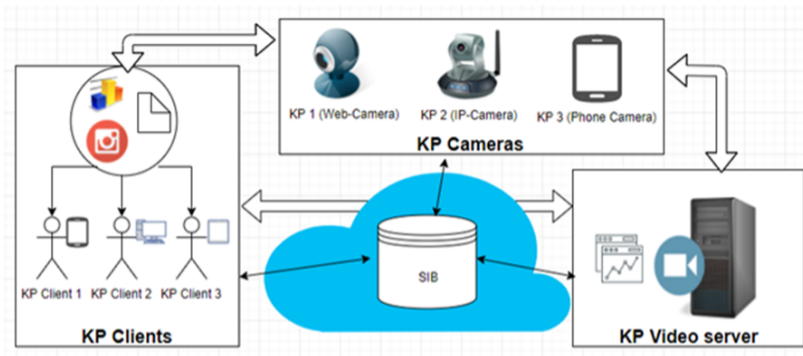 KP 1 (Web-Camera)
KP 2 (IP-Camera)
KP 3 (Phone Camera)
KP Cameras
KP Client 1
KP Client 2
KP Client 3
KP Clients
SIB
KP Video server